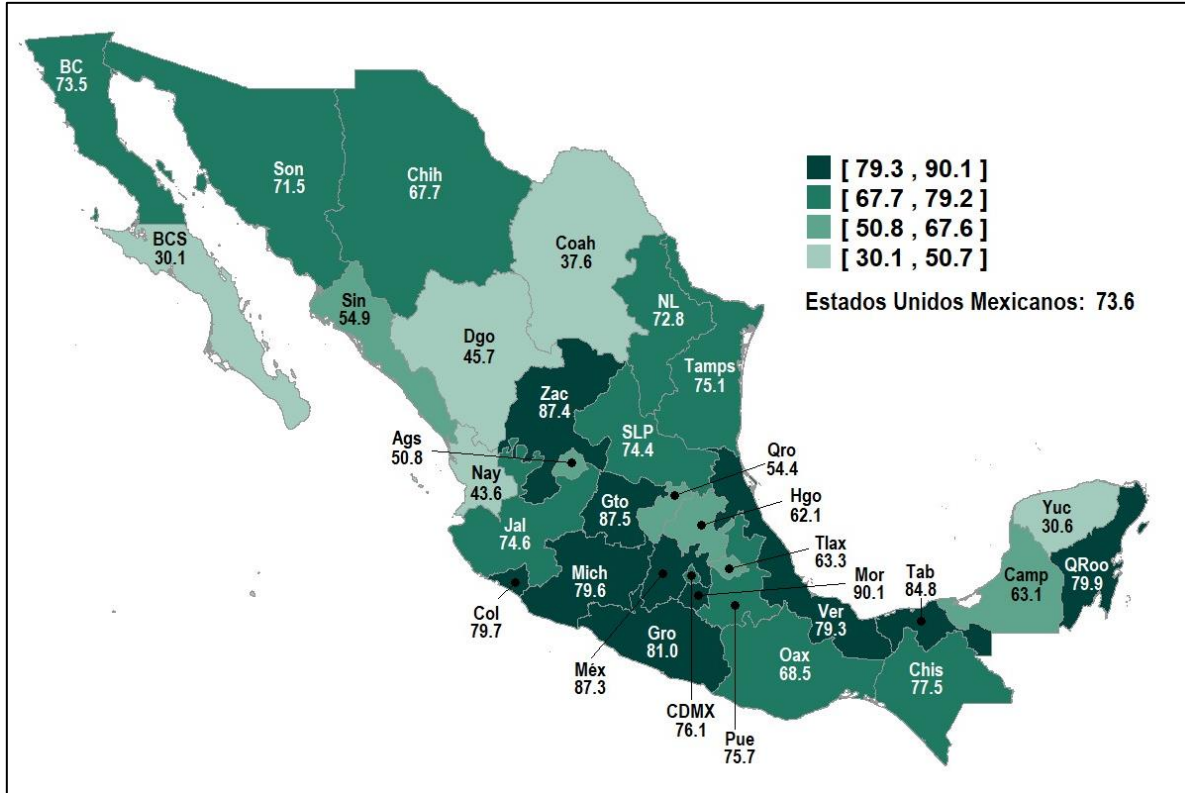 BC
73.5
Son
71.5
Chih
67.7
BCS
30.1
Coah
37.6
Sin
54.9
Dgo
45.7
NL
72.8
Tamps
75.1
Zac
87.4
SLP
74.4
Ags
50.8
Nay
43.6
Qro
54.4
Gto
87.5
Hgo
62.1
Jal
74.6
Tlax
63.3
Mich
79.6
Mor
90.1
Tab
84.8
Col
79.7
Ver
79.3
Gro
81.0
Méx
87.3
CDMX
76.1
Pue
75.7
Oax
68.5
Chis
77.5
Camp
63.1
Yuc
30.6
QRoo
79.9
[ 79.3 , 90.1 ]
[ 67.7 , 79.2 ]
[ 50.8 , 67.6 ]
[ 30.1 , 50.7 ]
Estados Unidos Mexicanos: 73.6